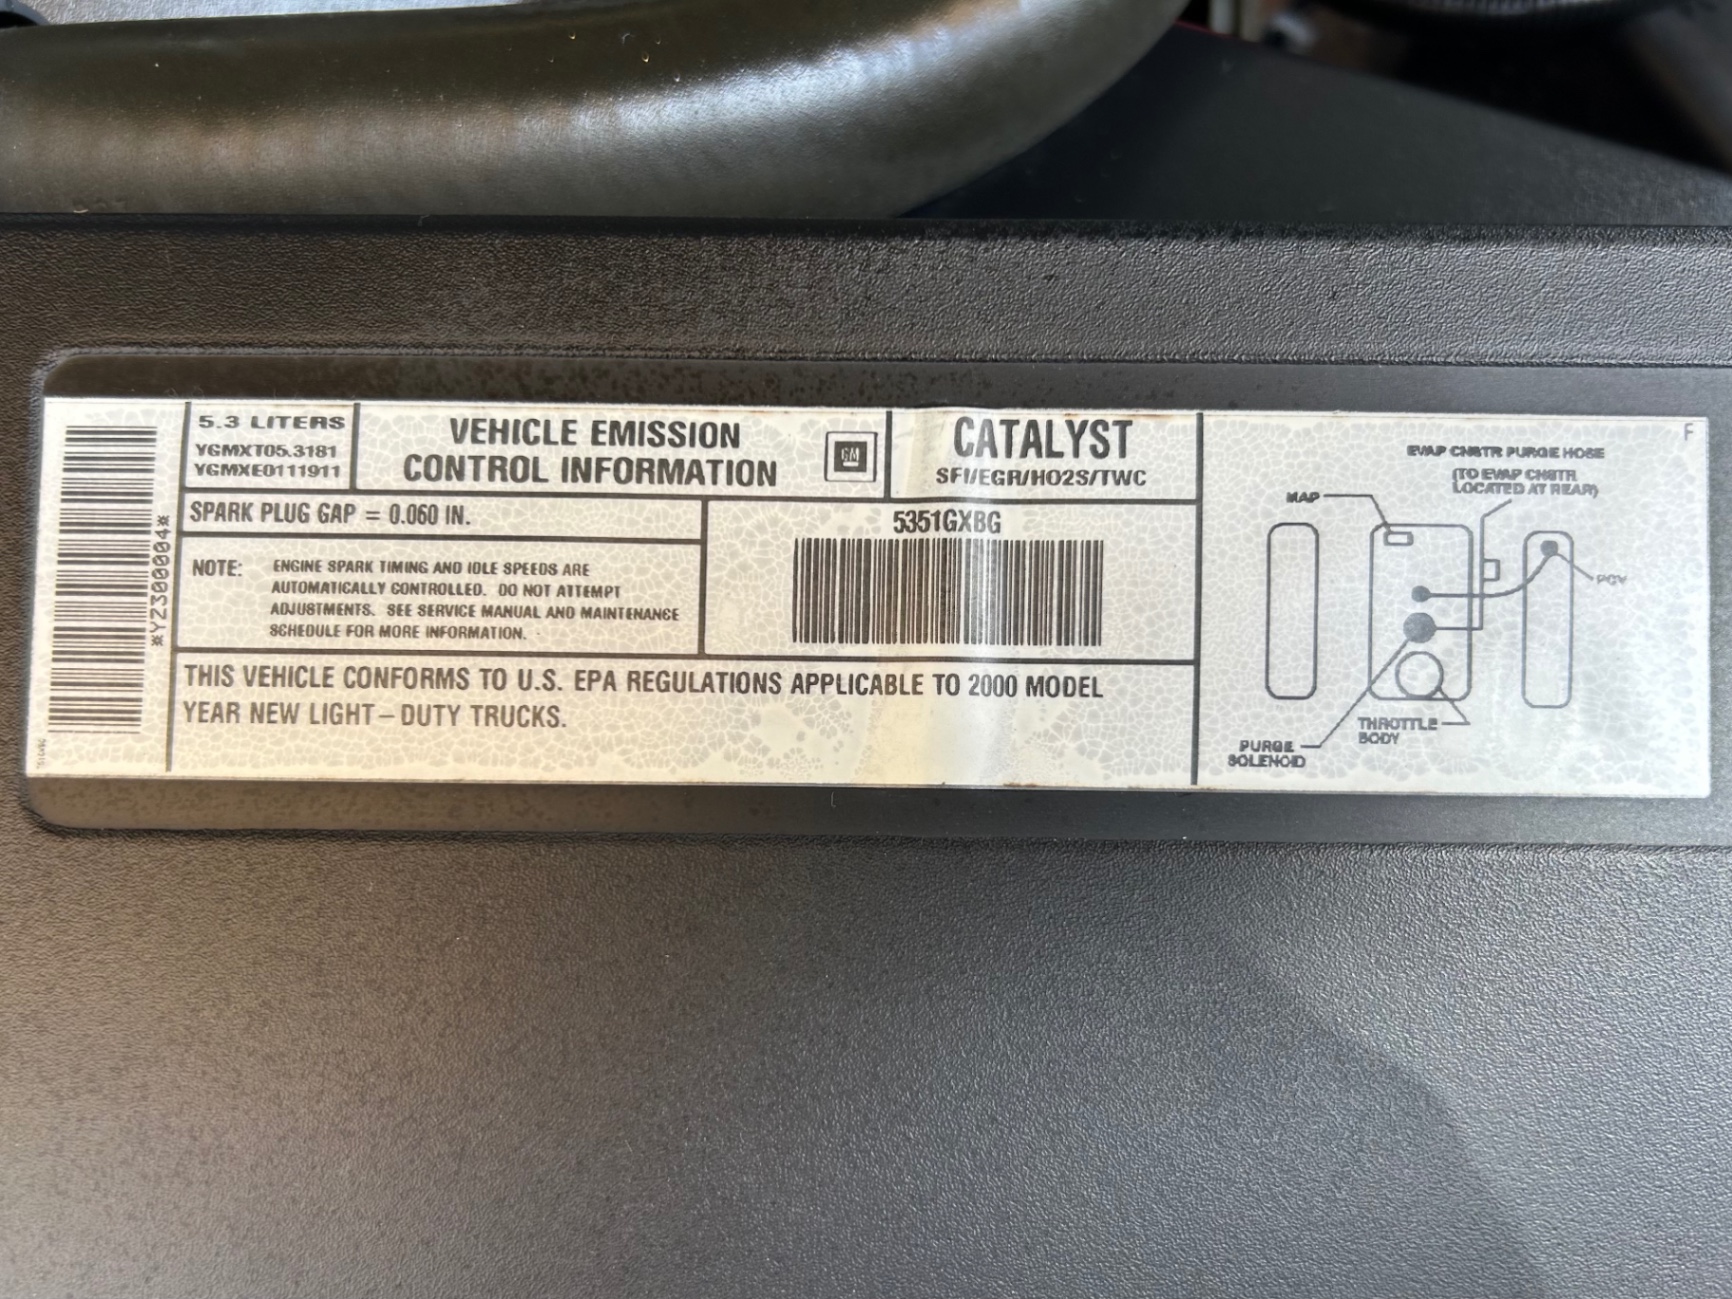 5.3 LITERS
YGMXT05.3181
YGMXE0111911
VEHICLE EMISSION
CONTROL INFORMATION
GM
CATALYST
SFI/EGR/HO2S/TWC
SPARK PLUG GAP = 0.060 IN.
NOTE: ENGINE SPARK TIMING AND IDLE SPEEDS ARE
AUTOMATICALLY CONTROLLED. DO NOT ATTEMPT
ADJUSTMENTS. SEE SERVICE MANUAL AND MAINTENANCE
SCHEDULE FOR MORE INFORMATION.
5351GXBG
THIS VEHICLE CONFORMS TO U.S. EPA REGULATIONS APPLICABLE TO 2000 MODEL
YEAR NEW LIGHT-DUTY TRUCKS.
*YZ300004*
F
EVAP CNSTR PURGE HOSE
(TO EVAP CNSTR
LOCATED AT REAR)
MAP
PCV
THROTTLE
BODY
PURGE
SOLENOID